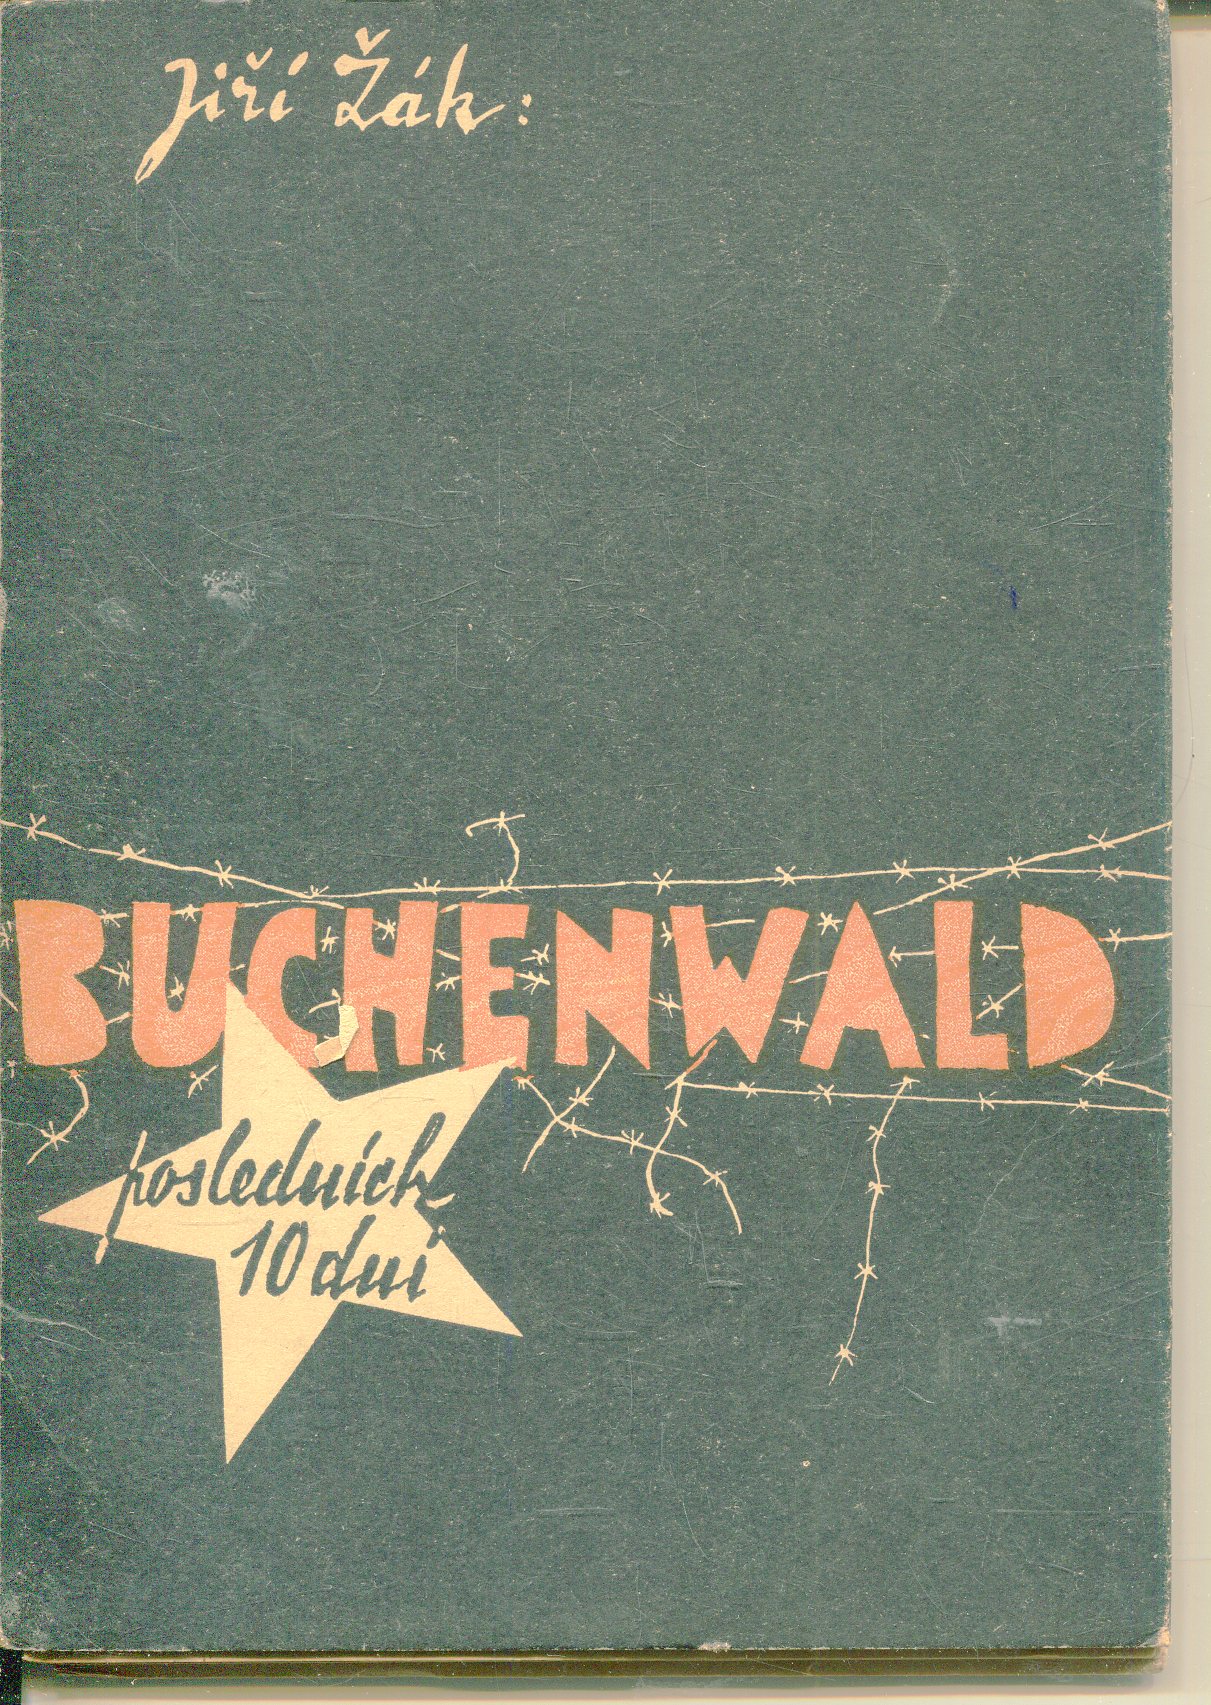 Jiří Žák:
BUCHENWALD
posledních
10 dní